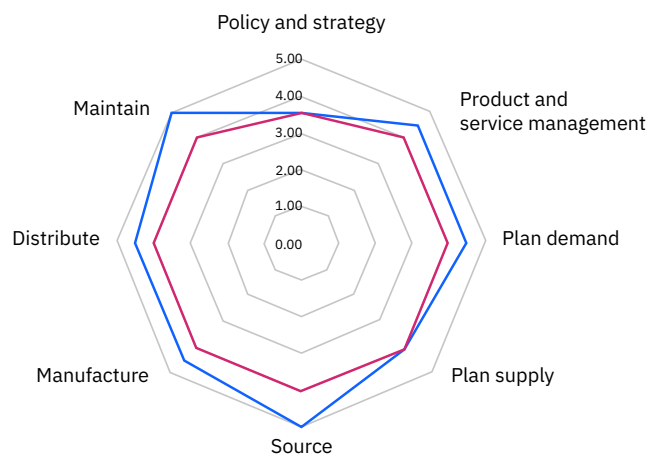 Policy and strategy
5.00
4.00
3.00
2.00
1.00
0.00
Product and
service management
Plan demand
Plan supply
Source
Manufacture
Distribute
Maintain